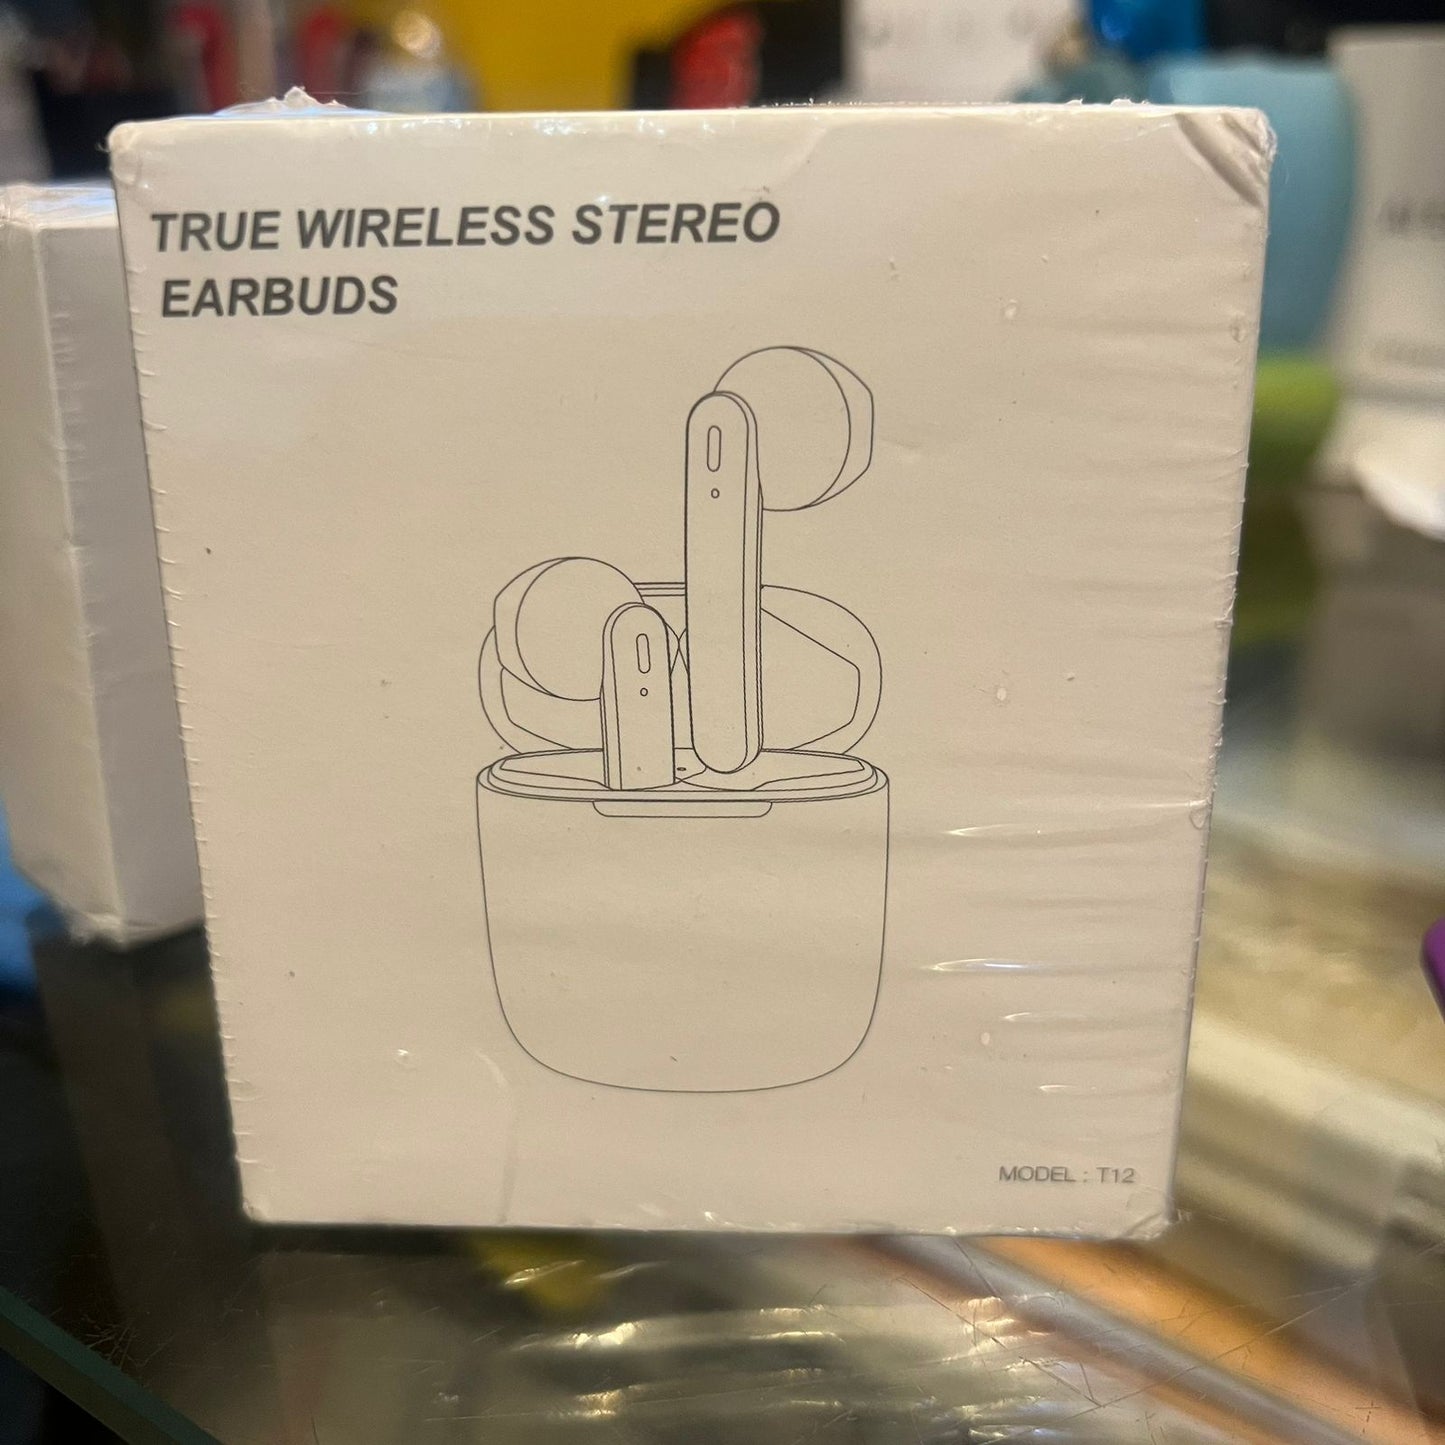 TRUE WIRELESS STEREO
EARBUDS
MODEL : T12